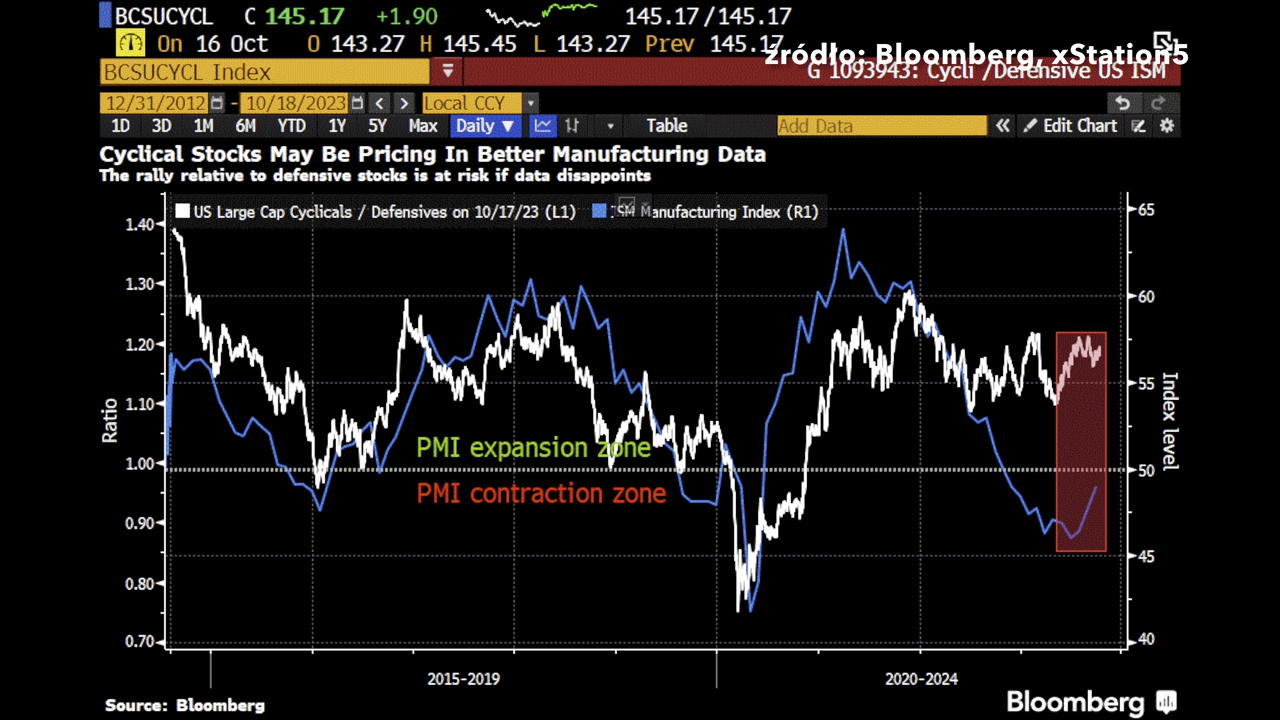 BCSUCYCL C 145.17 +1.90 145.17/145.17
On 16 Oct O 143.27 H 145.45 L 143.27 Prev 145.17
źródło: Bloomberg, xStation5
BCSUCYCL Index G 1093943: Cycli /Defensive US ISM
12/31/2012 - 10/18/2023 < > Local CCY
1D 3D 1M 6M YTD 1Y 5Y Max Daily ▼ Table Add Data « Edit Chart
Cyclical Stocks May Be Pricing In Better Manufacturing Data
The rally relative to defensive stocks is at risk if data disappoints
US Large Cap Cyclicals / Defensives on 10/17/23 (L1) ISM Manufacturing Index (R1)
1.40
1.30
1.20
1.10
1.00
0.90
0.80
0.70
Ratio
PMI expansion zone
PMI contraction zone
65
60
55
50
45
40
Index level
2015-2019 2020-2024
Source: Bloomberg
Bloomberg